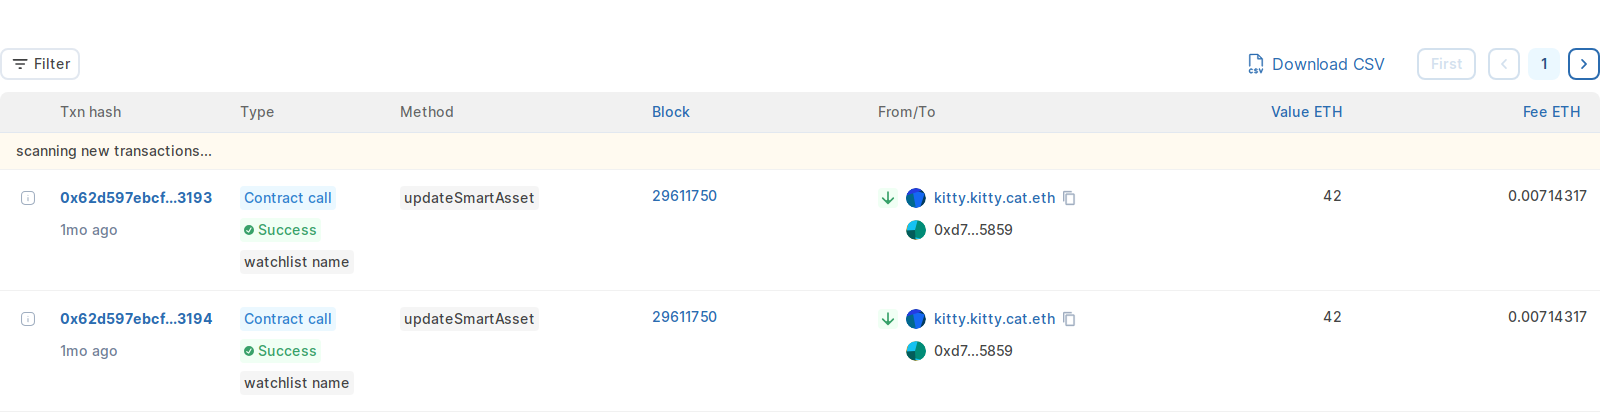 Filter
CSV Download CSV First 1
Txn hash Type Method Block From/To Value ETH Fee ETH
scanning new transactions...
0x62d597ebcf...3193 Contract call updateSmartAsset 29611750 kitty.kitty.cat.eth 42 0.00714317
1mo ago Success 0xd7...5859
watchlist name
0x62d597ebcf...3194 Contract call updateSmartAsset 29611750 kitty.kitty.cat.eth 42 0.00714317
1mo ago Success 0xd7...5859
watchlist name